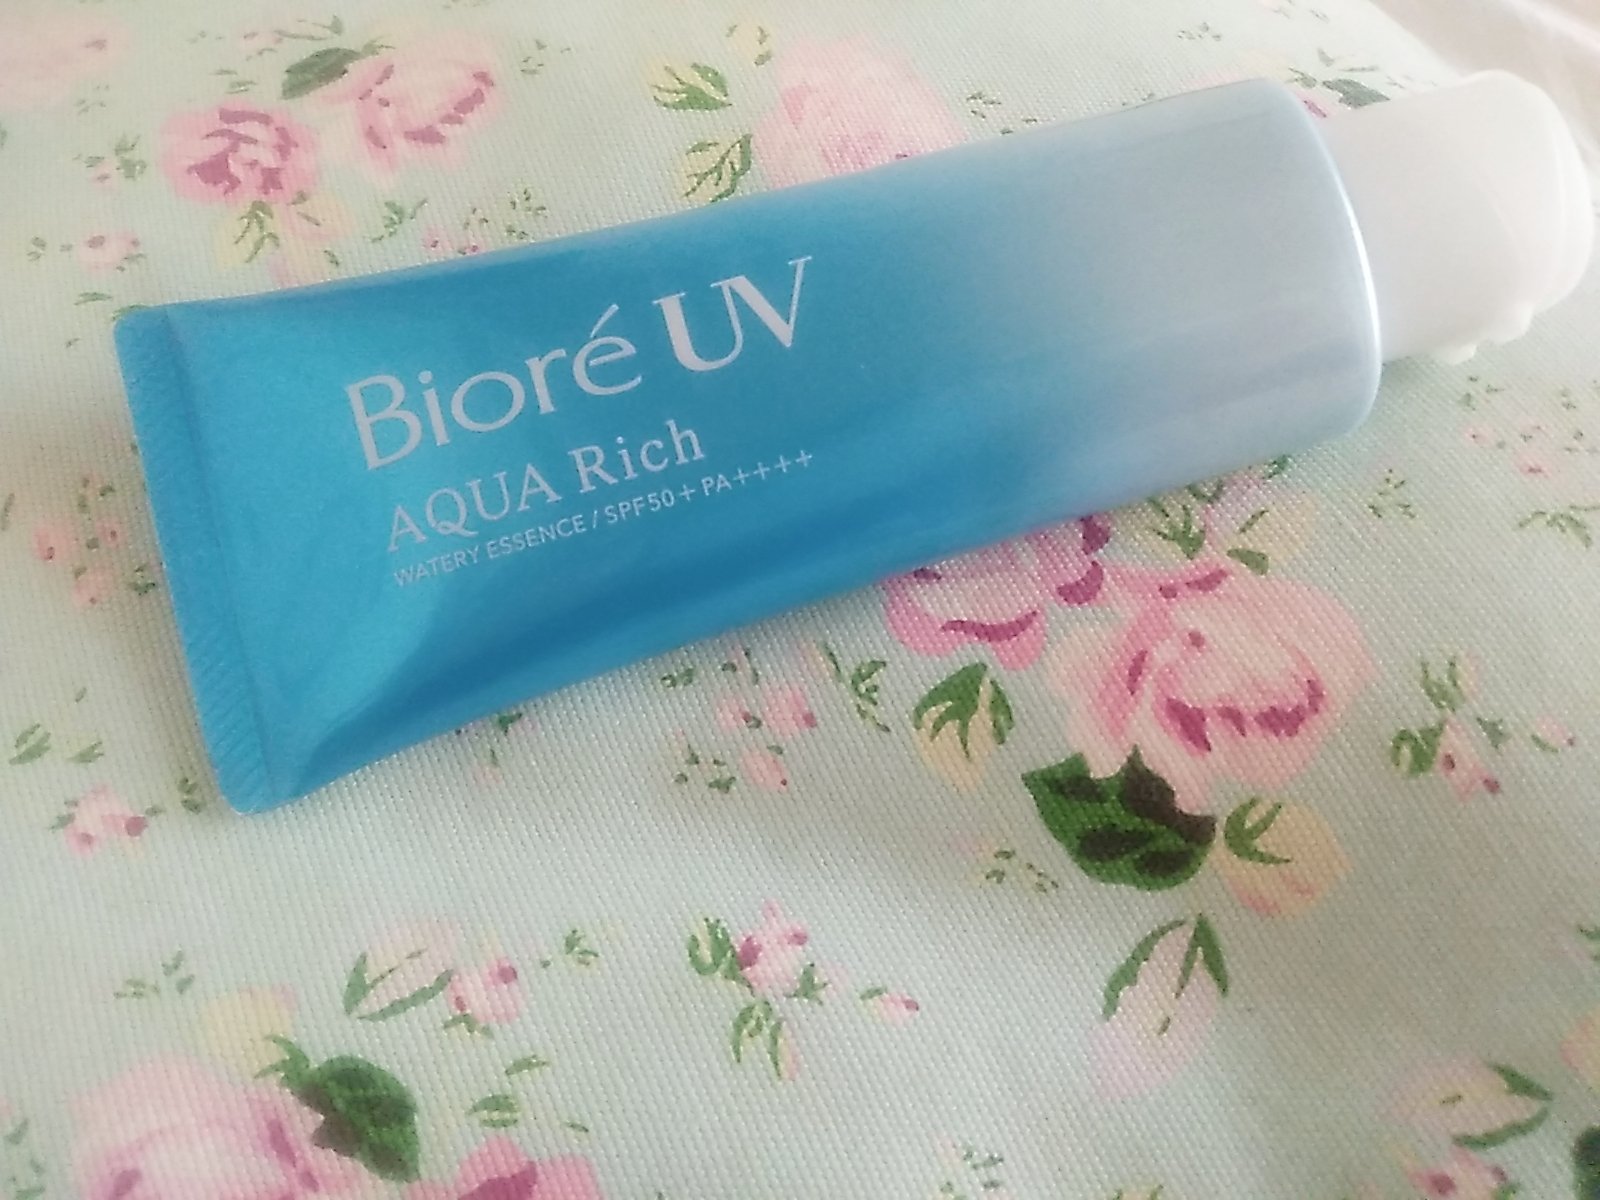 Bioré UV
AQUA Rich
WATERY ESSENCE / SPF50+ PA++++